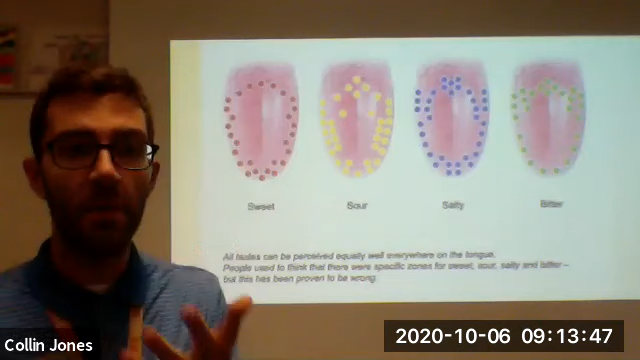 Sweet
Sour
Salty
Bitter
All tastes can be perceived equally well everywhere on the tongue.
People used to think that there were specific zones for sweet, sour, salty and bitter –
but this has been proven to be wrong.
Collin Jones
2020-10-06 09:13:47